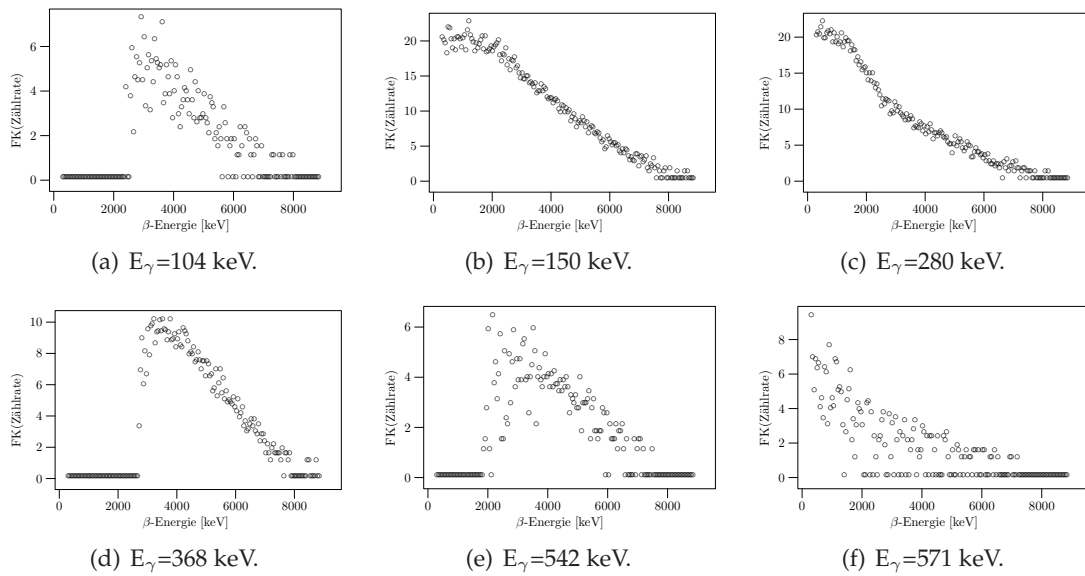 FK(Zählrate)
6
4
2
0
0 2000 4000 6000 8000
β-Energie [keV]
(a) Eγ=104 keV.
FK(Zählrate)
20
15
10
5
0
0 2000 4000 6000 8000
β-Energie [keV]
(b) Eγ=150 keV.
FK(Zählrate)
20
15
10
5
0
0 2000 4000 6000 8000
β-Energie [keV]
(c) Eγ=280 keV.
FK(Zählrate)
10
8
6
4
2
0
0 2000 4000 6000 8000
β-Energie [keV]
(d) Eγ=368 keV.
FK(Zählrate)
6
4
2
0
0 2000 4000 6000 8000
β-Energie [keV]
(e) Eγ=542 keV.
FK(Zählrate)
8
6
4
2
0
0 2000 4000 6000 8000
β-Energie [keV]
(f) Eγ=571 keV.